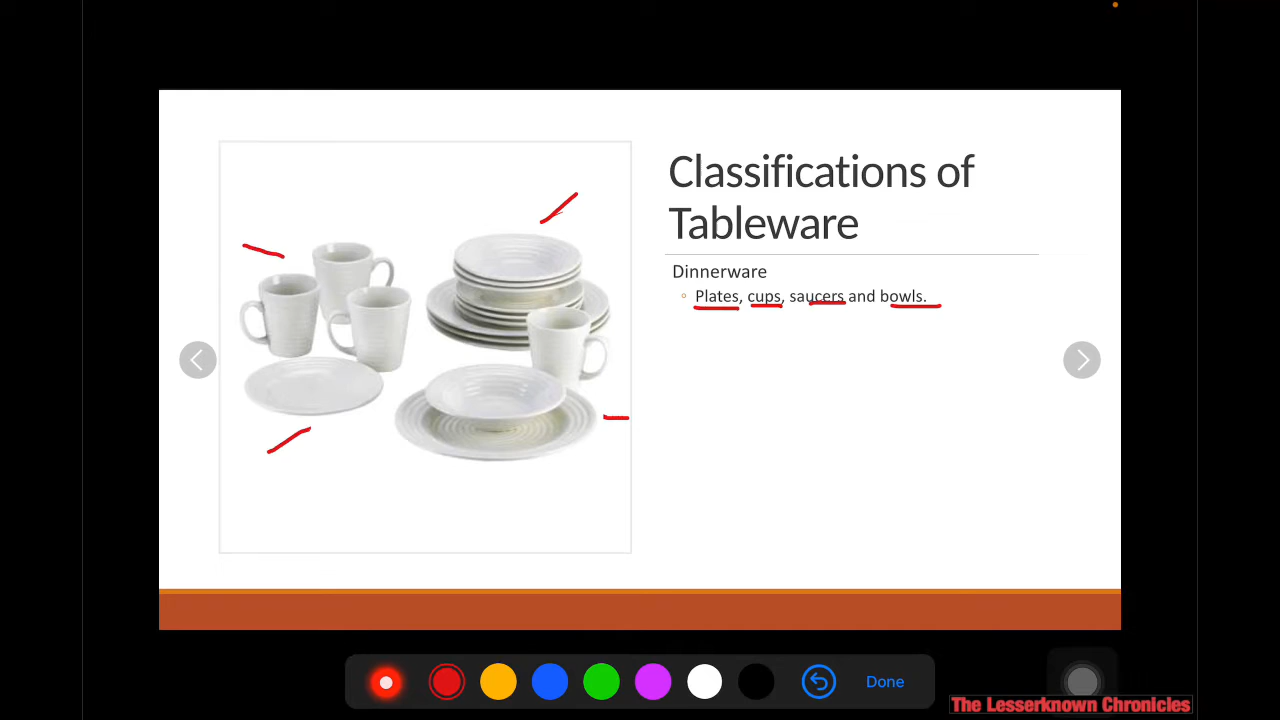 Classifications of
Tableware
Dinnerware
Plates, cups, saucers and bowls.
Done
The Lesserknown Chronicles